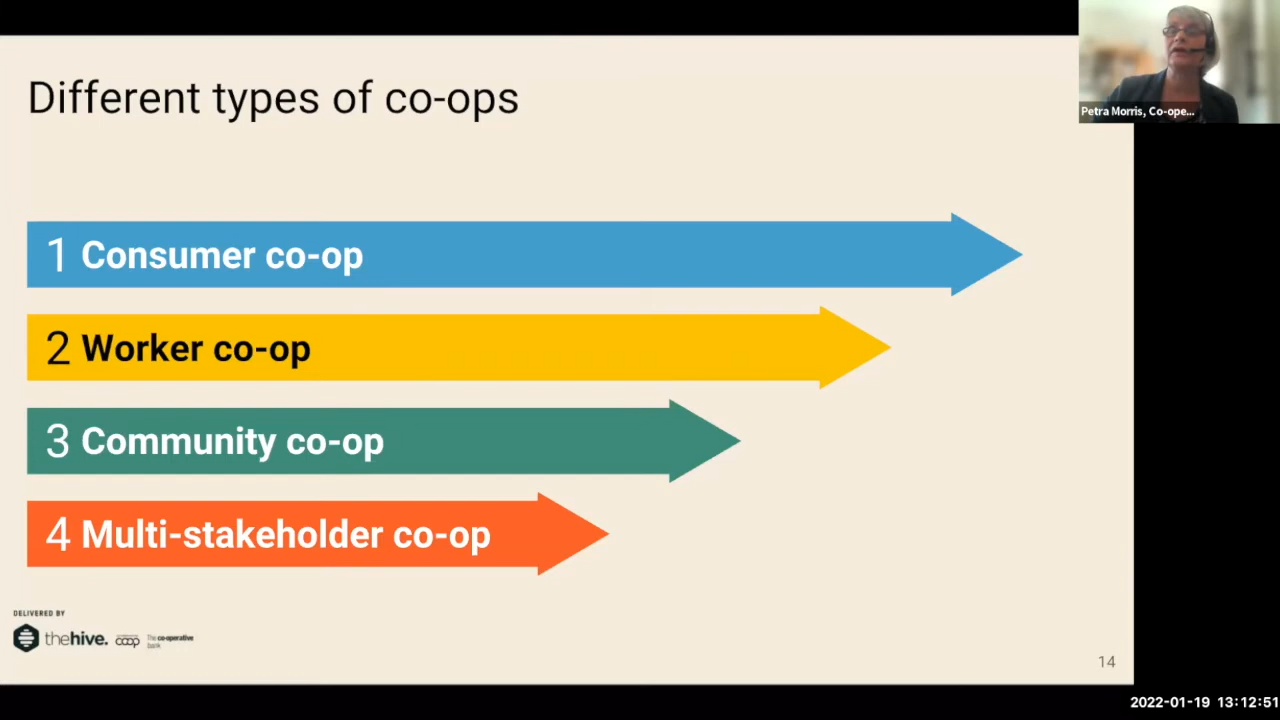 Different types of co-ops
Petra Morris, Co-ope...
1 Consumer co-op
2 Worker co-op
3 Community co-op
4 Multi-stakeholder co-op
DELIVERED BY
thehive.
coop
The co-operative
bank
14
2022-01-19 13:12:51